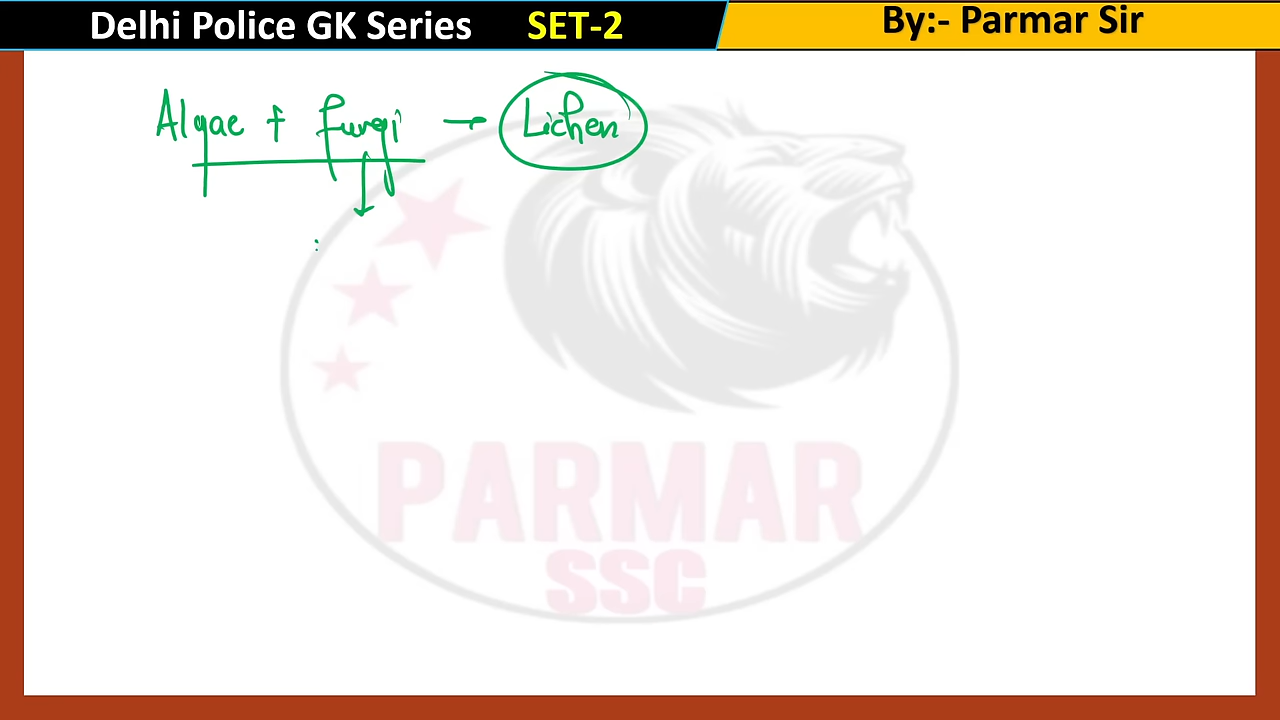 Delhi Police GK Series SET-2
By:- Parmar Sir
Algae + fungi → Lichen
PARMAR
SSC